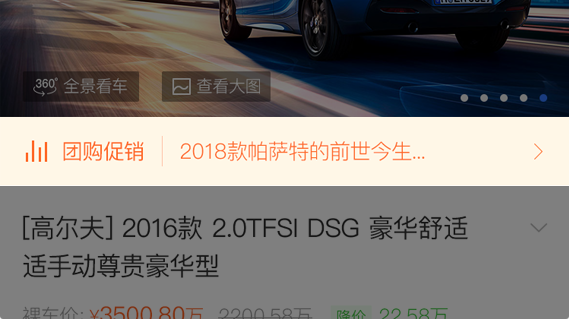 360° 全景看车 查看大图
团购促销 2018款帕萨特的前世今生...
[高尔夫] 2016款 2.0TFSI DSG 豪华舒适
适手动尊贵豪华型
裸车价: ¥3500.80万 2200.58万 降价 22.58万